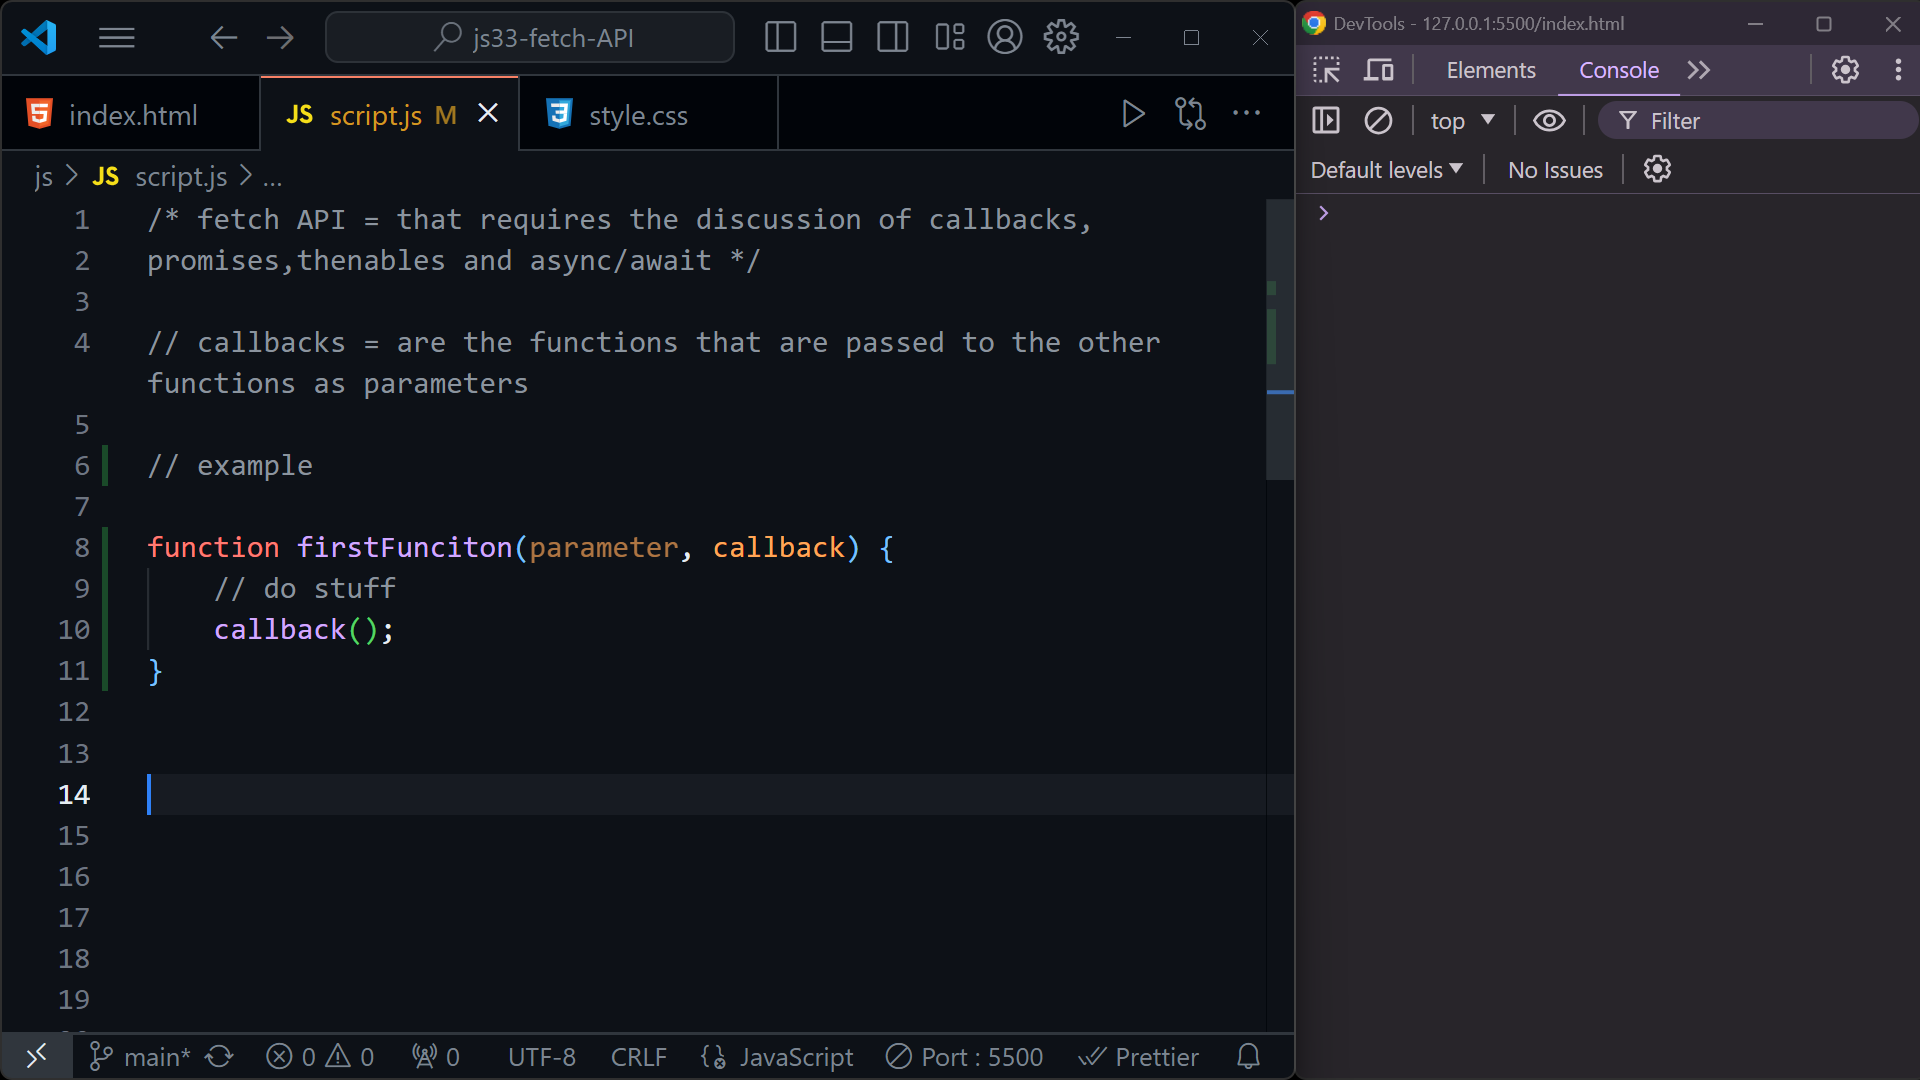 js33-fetch-API
index.html
JS script.js M
style.css
js > JS script.js > ...
1 /* fetch API = that requires the discussion of callbacks,
2 promises,thenables and async/await */
3
4 // callbacks = are the functions that are passed to the other
functions as parameters
5
6 // example
7
8 function firstFunciton(parameter, callback) {
9 // do stuff
10 callback();
11 }
12
13
14
15
16
17
18
19
main* 0 0 0 UTF-8 CRLF {} JavaScript Port : 5500 Prettier
DevTools - 127.0.0.1:5500/index.html
Elements Console
top Filter
Default levels No Issues